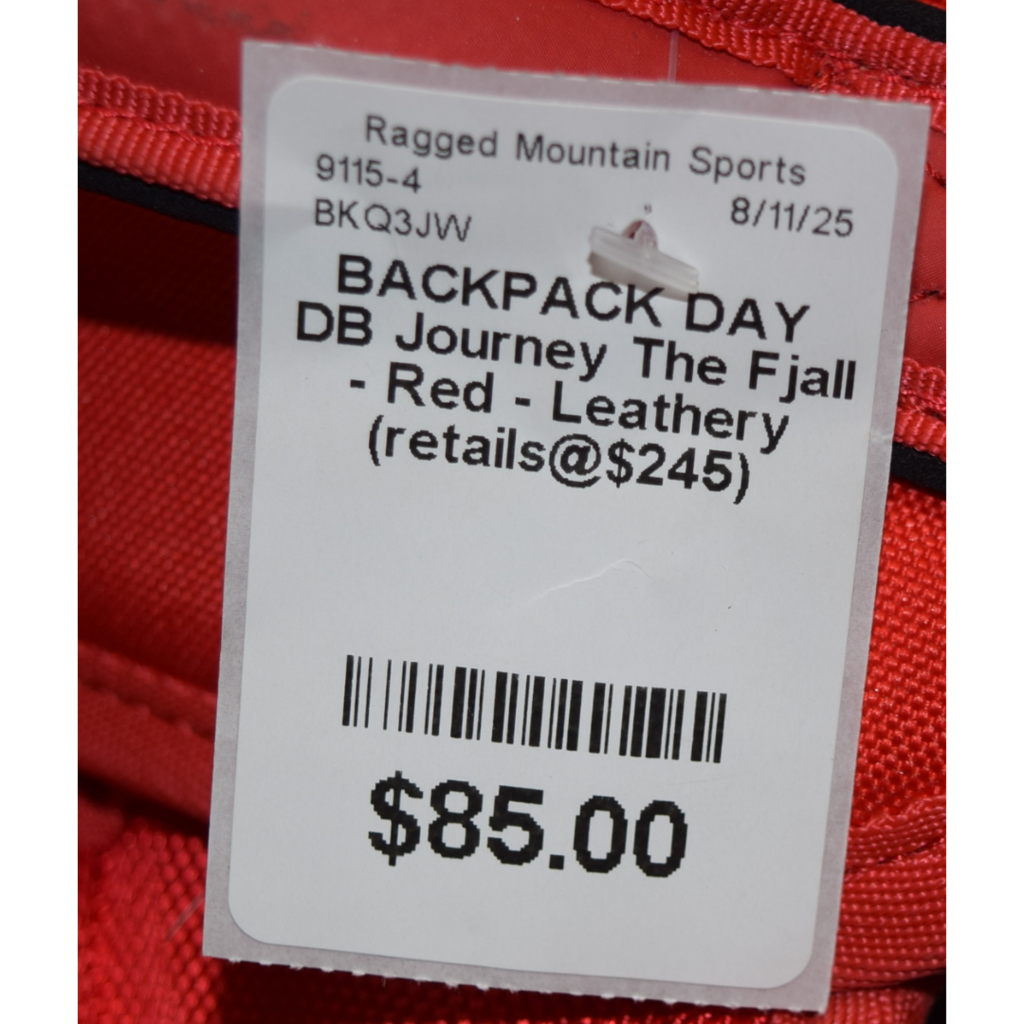 Ragged Mountain Sports
9115-4
8/11/25
BKQ3JW
BACKPACK DAY
DB Journey The Fjall
- Red - Leathery
(retails@$245)
$85.00